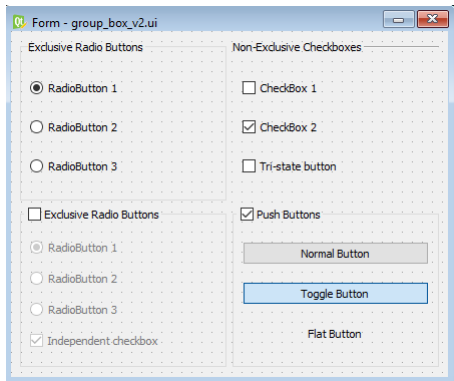 Form - group_box_v2.ui
Exclusive Radio Buttons
RadioButton 1
RadioButton 2
RadioButton 3
Non-Exclusive Checkboxes
CheckBox 1
CheckBox 2
Tri-state button
Exclusive Radio Buttons
RadioButton 1
RadioButton 2
RadioButton 3
Independent checkbox
Push Buttons
Normal Button
Toggle Button
Flat Button